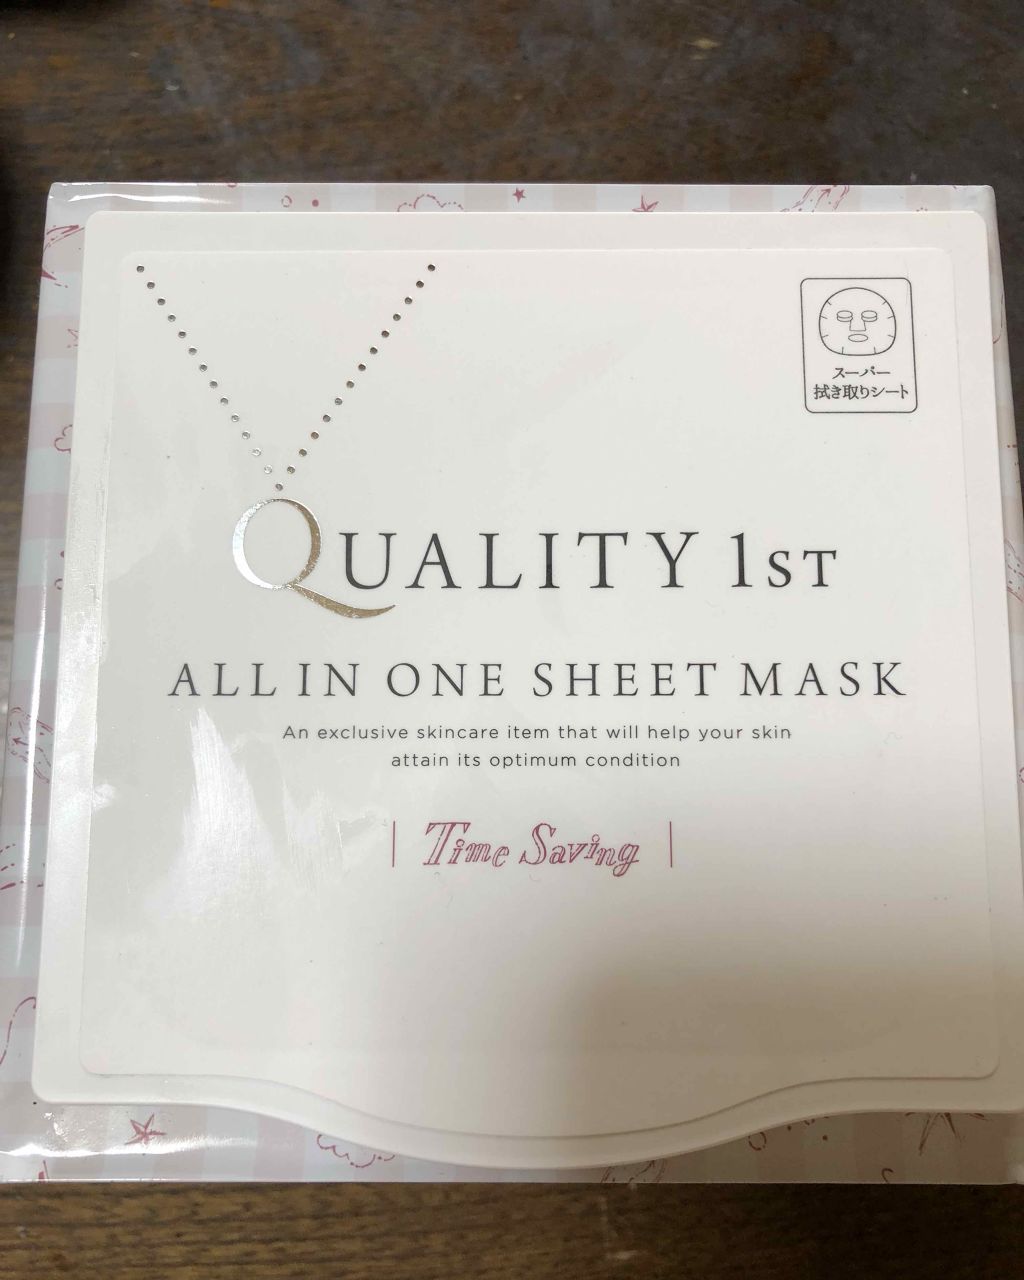 スーパー
拭き取りシート
QUALITY 1ST
ALL IN ONE SHEET MASK
An exclusive skincare item that will help your skin
attain its optimum condition
Time Saving